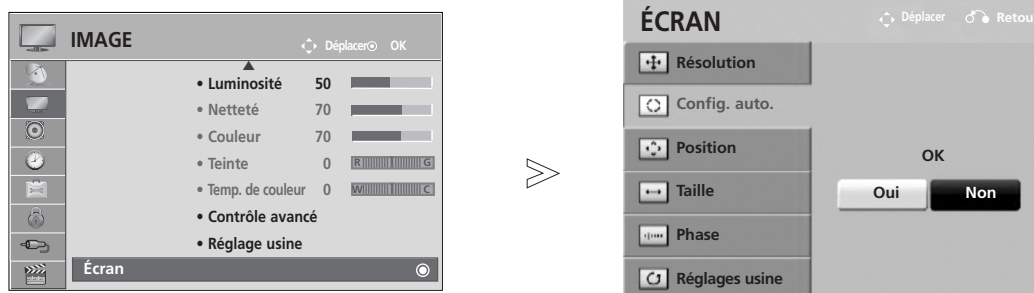 IMAGE
Déplacer OK
• Luminosité 50
• Netteté 70
• Couleur 70
• Teinte 0 R G
• Temp. de couleur 0 W C
• Contrôle avancé
• Réglage usine
Écran
ÉCRAN
Déplacer Retou
Résolution
Config. auto.
Position
Taille
Phase
Réglages usine
OK
Oui Non